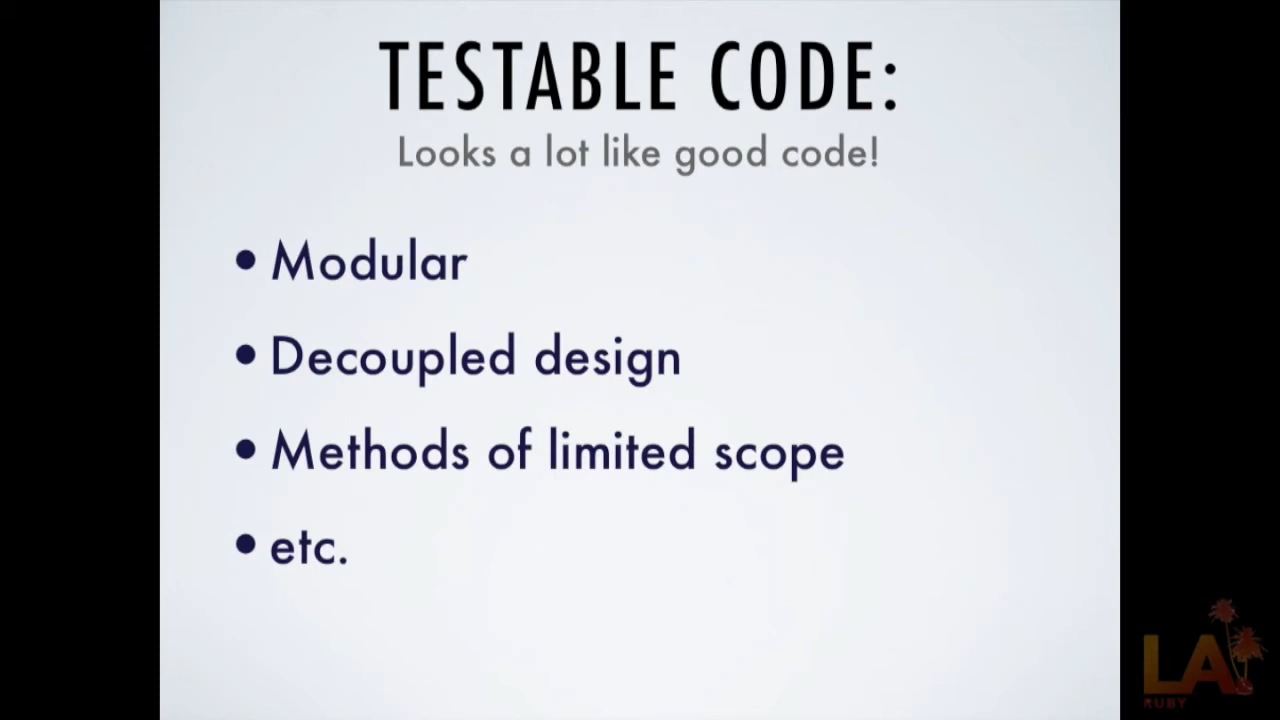 TESTABLE CODE:
Looks a lot like good code!
• Modular
• Decoupled design
• Methods of limited scope
• etc.
LA
RUBY